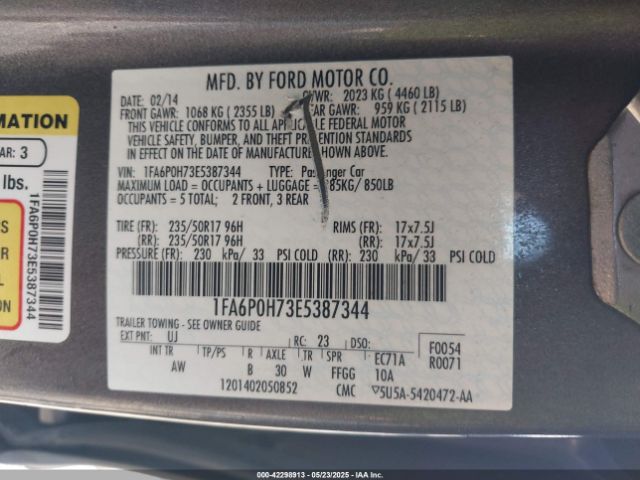 MFD. BY FORD MOTOR CO.
DATE: 02/14 GVWR: 2023 KG ( 4460 LB)
FRONT GAWR: 1068 KG ( 2355 LB) REAR GAWR: 959 KG ( 2115 LB)
THIS VEHICLE CONFORMS TO ALL APPLICABLE FEDERAL MOTOR
VEHICLE SAFETY, BUMPER, AND THEFT PREVENTION STANDARDS
IN EFFECT ON THE DATE OF MANUFACTURE SHOWN ABOVE.
VIN: 1FA6P0H73E5387344 TYPE: Passenger Car
MAXIMUM LOAD = OCCUPANTS + LUGGAGE = 385KG/ 850LB
OCCUPANTS = 5 TOTAL; 2 FRONT, 3 REAR
TIRE (FR): 235/50R17 96H RIMS (FR): 17x7.5J
(RR): 235/50R17 96H (RR): 17x7.5J
PRESSURE (FR): 230 kPa/ 33 PSI COLD (RR): 230 kPa/ 33 PSI COLD
1FA6P0H73E5387344
TRAILER TOWING - SEE OWNER GUIDE
EXT PNT: UJ RC: 23 DSO: F0054
INT TR TP/PS R AXLE TR SPR EC71A R0071
AW B 30 W FFGG 10A
1201402050852 CMC 5U5A-5420472-AA
MATION
AR: 3
lbs.
1FA6P0H73E5387344
PS
R
L
S
000-42298913 - 05/23/2025 - IAAI.COM